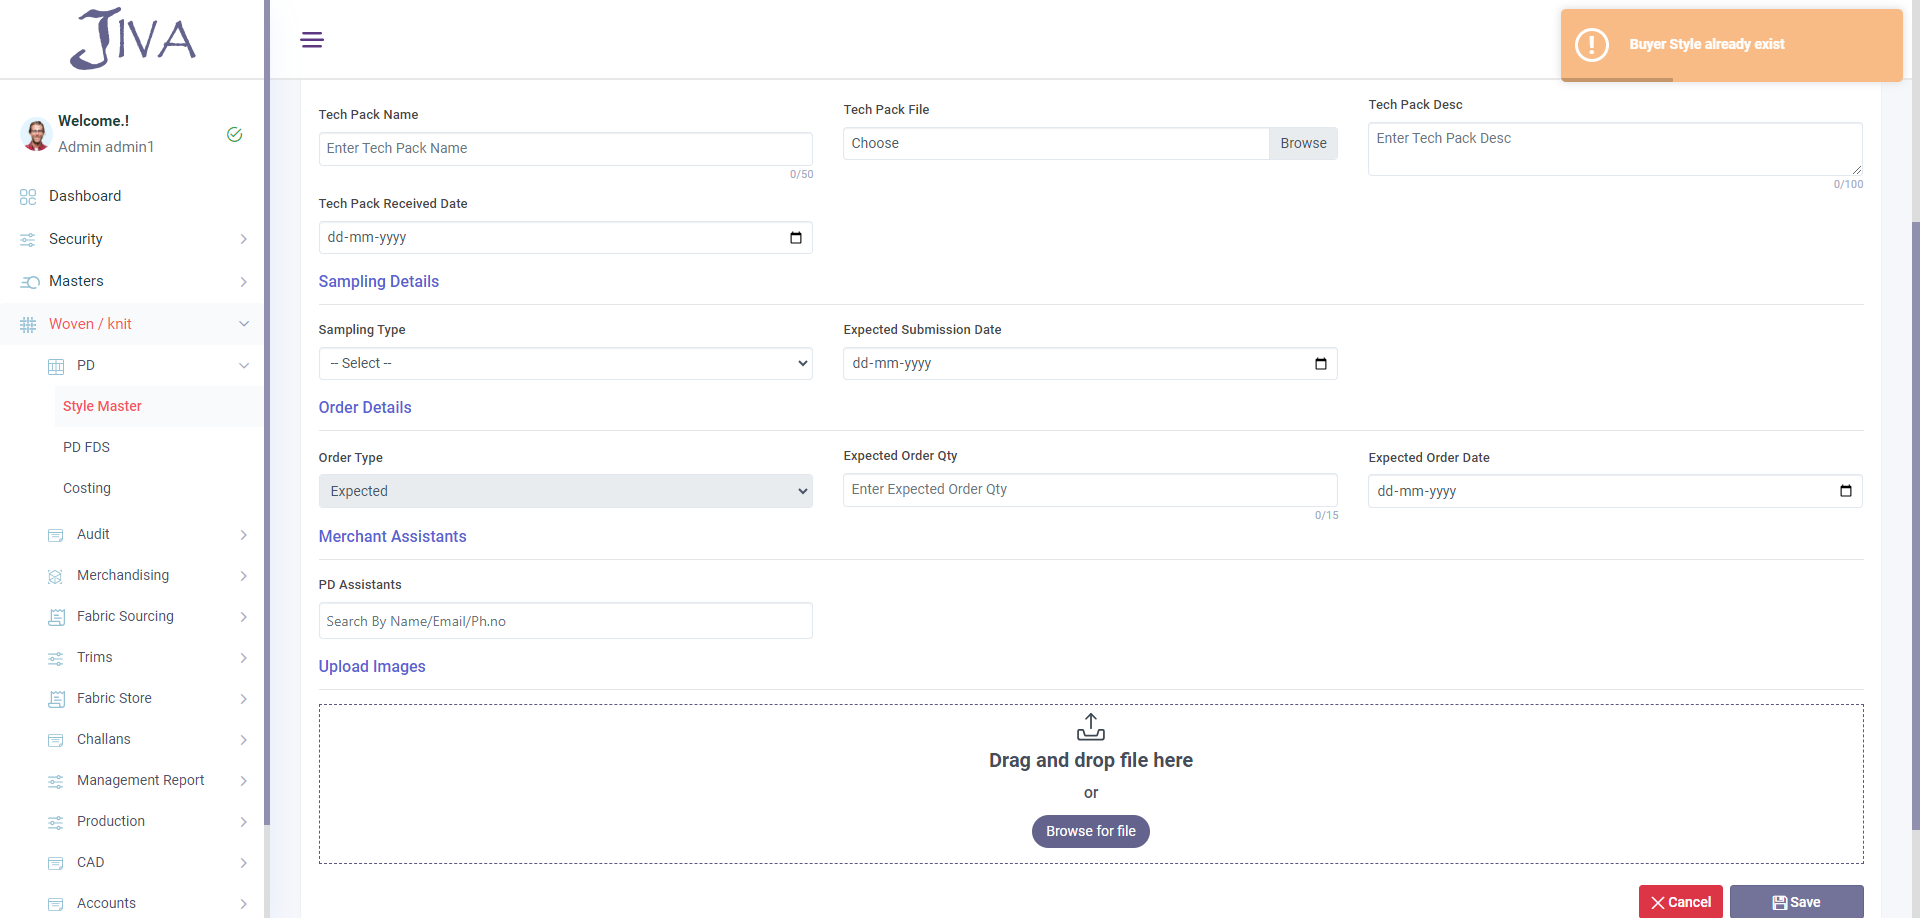 JIVA
Buyer Style already exist
Welcome.!
Admin admin1
Dashboard
Security
Masters
Woven / knit
PD
Style Master
PD FDS
Costing
Audit
Merchandising
Fabric Sourcing
Trims
Fabric Store
Challans
Management Report
Production
CAD
Accounts
Tech Pack Name
Enter Tech Pack Name
0/50
Tech Pack File
Choose
Browse
Tech Pack Desc
Enter Tech Pack Desc
0/100
Tech Pack Received Date
dd-mm-yyyy
Sampling Details
Sampling Type
-- Select --
Expected Submission Date
dd-mm-yyyy
Order Details
Order Type
Expected
Expected Order Qty
Enter Expected Order Qty
0/15
Expected Order Date
dd-mm-yyyy
Merchant Assistants
PD Assistants
Search By Name/Email/Ph.no
Upload Images
Drag and drop file here
or
Browse for file
Cancel
Save